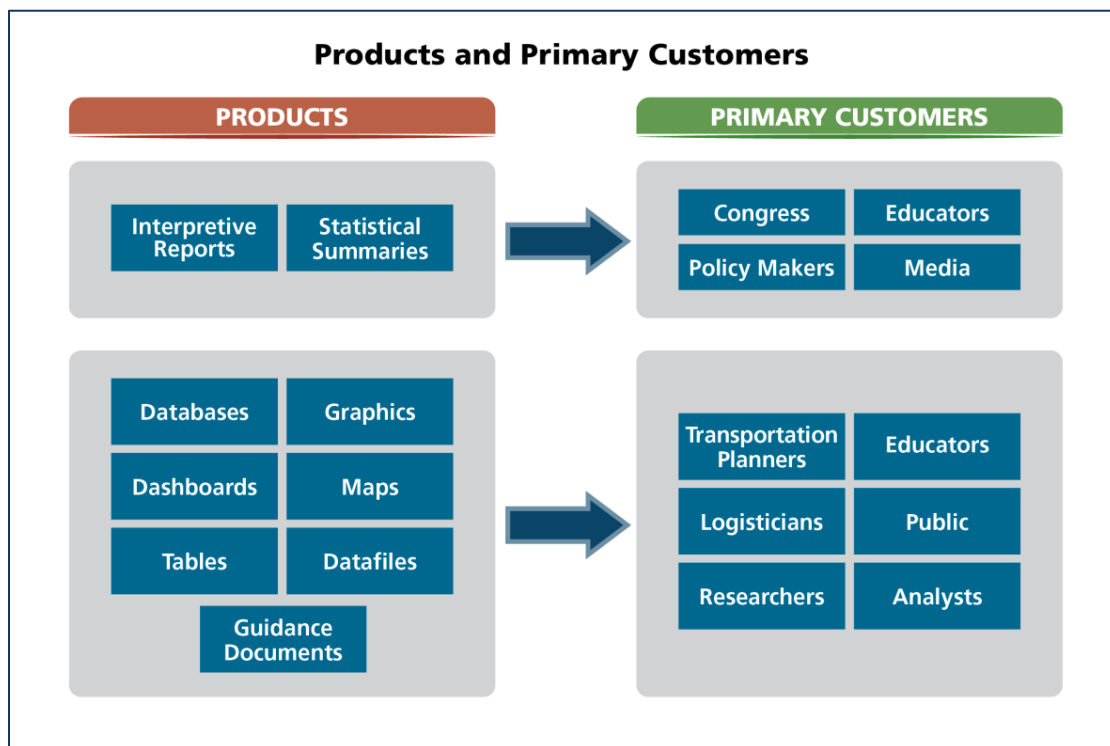 Products and Primary Customers
PRODUCTS
PRIMARY CUSTOMERS
Interpretive
Reports
Statistical
Summaries
Congress
Educators
Policy Makers
Media
Databases
Graphics
Dashboards
Maps
Tables
Datafiles
Guidance
Documents
Transportation
Planners
Educators
Logisticians
Public
Researchers
Analysts